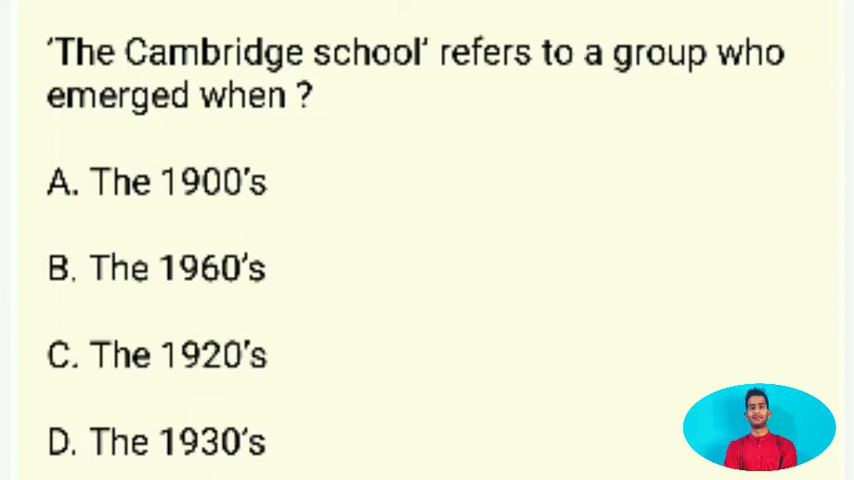 ‘The Cambridge school’ refers to a group who
emerged when ?
A. The 1900’s
B. The 1960’s
C. The 1920’s
D. The 1930’s